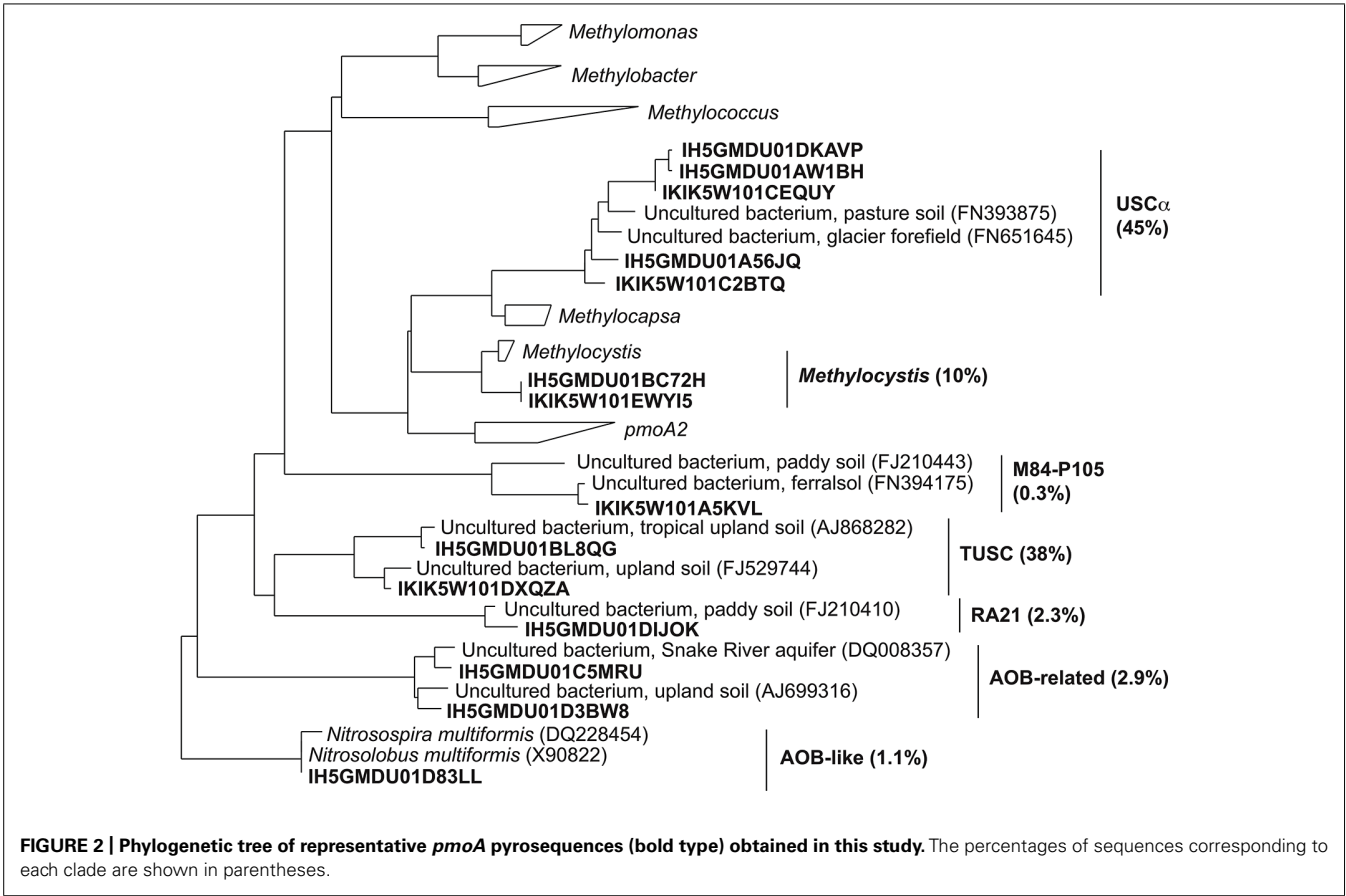 Methylomonas
Methylobacter
Methylococcus
IH5GMDU01DKAVP
IH5GMDU01AW1BH
IKIK5W101CEQUY
Uncultured bacterium, pasture soil (FN393875)
Uncultured bacterium, glacier forefield (FN651645)
IH5GMDU01A56JQ
IKIK5W101C2BTQ
USCα
(45%)
Methylocapsa
Methylocystis
IH5GMDU01BC72H
IKIK5W101EWYI5
Methylocystis (10%)
pmoA2
Uncultured bacterium, paddy soil (FJ210443)
Uncultured bacterium, ferralsol (FN394175)
IKIK5W101A5KVL
M84-P105
(0.3%)
Uncultured bacterium, tropical upland soil (AJ868282)
IH5GMDU01BL8QG
Uncultured bacterium, upland soil (FJ529744)
IKIK5W101DXQZA
TUSC (38%)
Uncultured bacterium, paddy soil (FJ210410)
IH5GMDU01DIJOK
RA21 (2.3%)
Uncultured bacterium, Snake River aquifer (DQ008357)
IH5GMDU01C5MRU
Uncultured bacterium, upland soil (AJ699316)
IH5GMDU01D3BW8
AOB-related (2.9%)
Nitrosospira multiformis (DQ228454)
Nitrosolobus multiformis (X90822)
IH5GMDU01D83LL
AOB-like (1.1%)
FIGURE 2 | Phylogenetic tree of representative pmoA pyrosequences (bold type) obtained in this study. The percentages of sequences corresponding to
each clade are shown in parentheses.